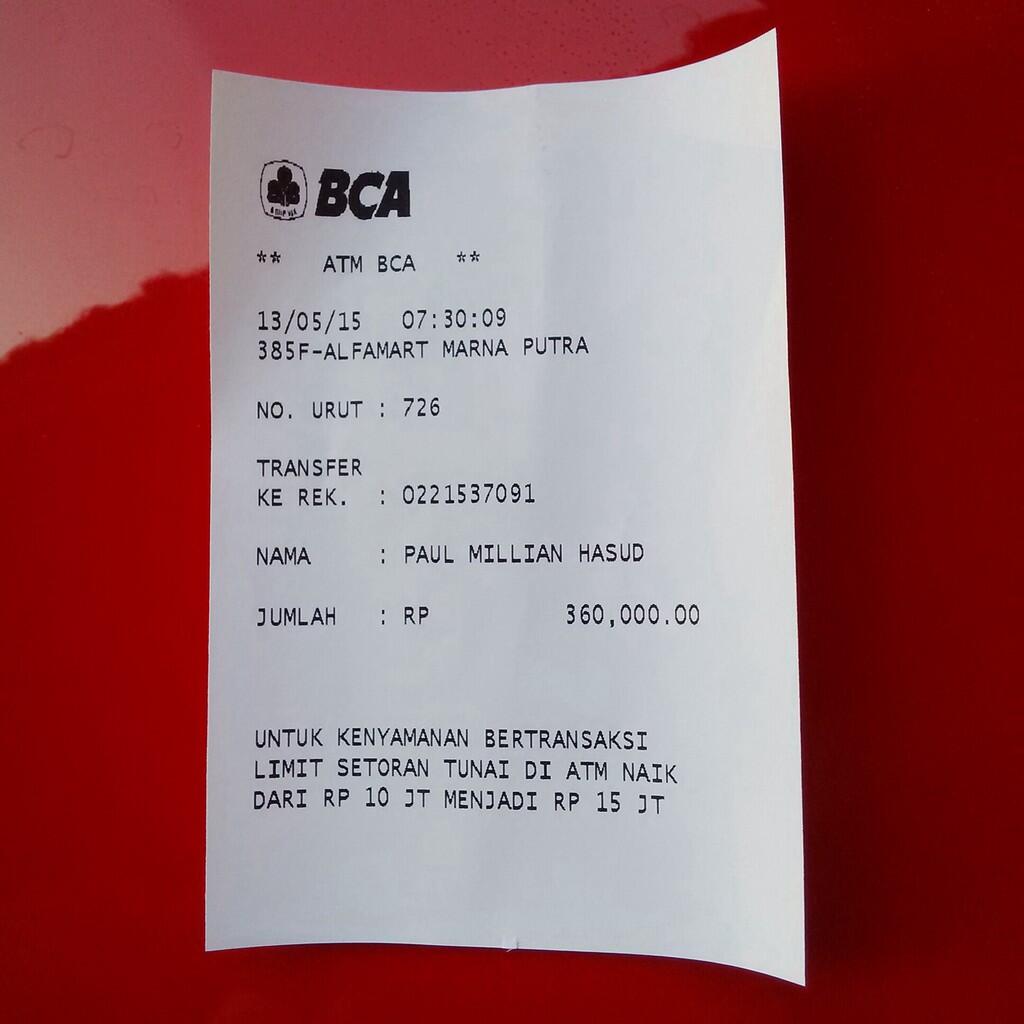 BCA
** ATM BCA **
13/05/15 07:30:09
385F-ALFAMART MARNA PUTRA
NO. URUT : 726
TRANSFER
KE REK. : 0221537091
NAMA : PAUL MILLIAN HASUD
JUMLAH : RP 360,000.00
UNTUK KENYAMANAN BERTRANSAKSI
LIMIT SETORAN TUNAI DI ATM NAIK
DARI RP 10 JT MENJADI RP 15 JT